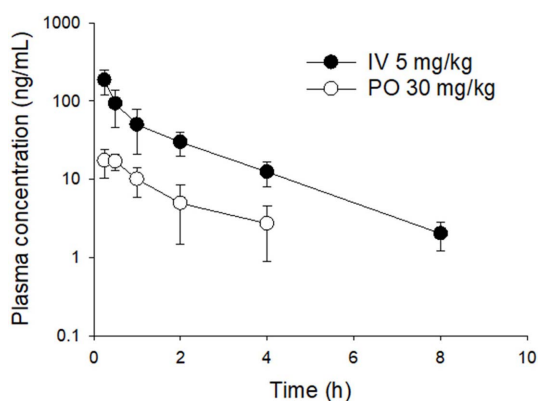 1000
100
10
1
0.1
Plasma concentration (ng/mL)
IV 5 mg/kg
PO 30 mg/kg
0 2 4 6 8 10
Time (h)